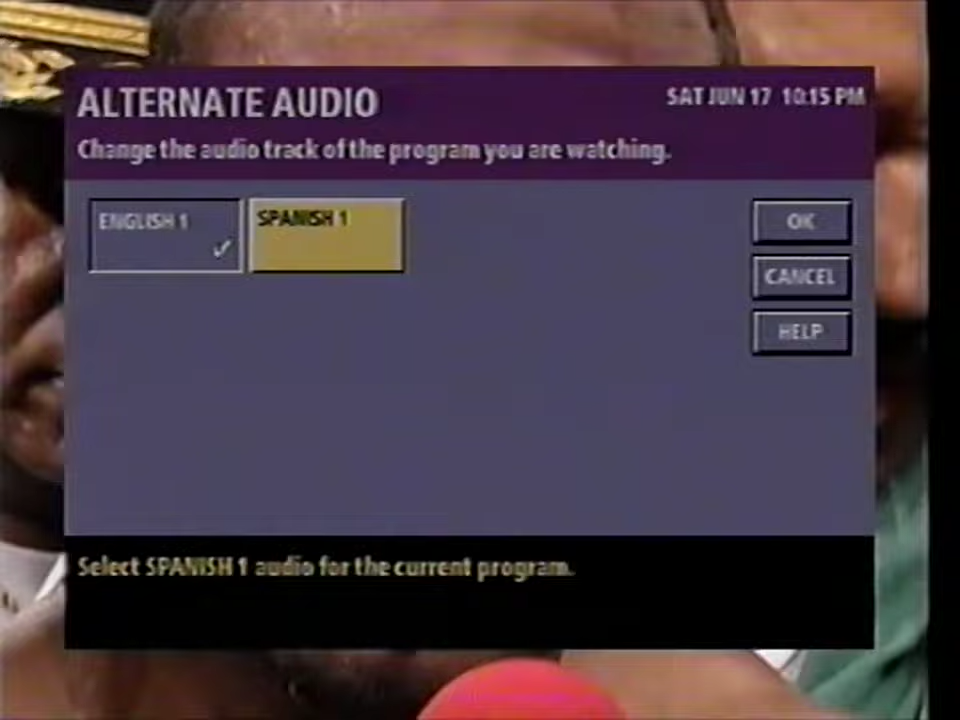 ALTERNATE AUDIO
SAT JUN 17 10:15 PM
Change the audio track of the program you are watching.
ENGLISH 1 ✓
SPANISH 1
OK
CANCEL
HELP
Select SPANISH 1 audio for the current program.